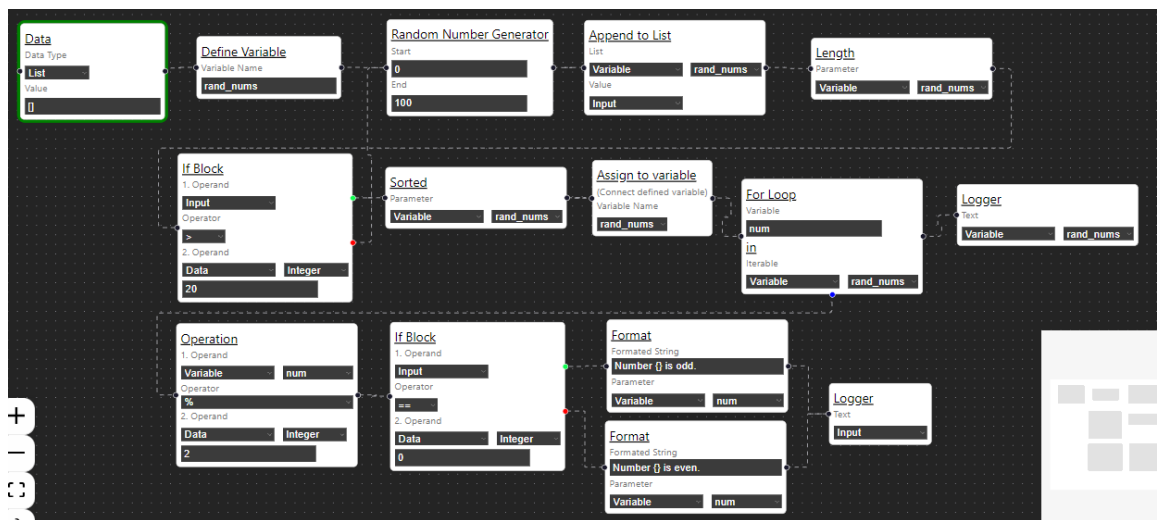 Data
Data Type
List
Value
[]
Define Variable
Variable Name
rand_nums
Random Number Generator
Start
0
End
100
Append to List
List
Variable rand_nums
Value
Input
Length
Parameter
Variable rand_nums
If Block
1. Operand
Input
Operator
>
2. Operand
Data Integer
20
Sorted
Parameter
Variable rand_nums
Assign to variable
(Connect defined variable)
Variable Name
rand_nums
For Loop
Variable
num
in
Iterable
Variable rand_nums
Logger
Text
Variable rand_nums
Operation
1. Operand
Variable num
Operator
%
2. Operand
Data Integer
2
If Block
1. Operand
Input
Operator
==
2. Operand
Data Integer
0
Format
Formated String
Number {} is odd.
Parameter
Variable num
Format
Formated String
Number {} is even.
Parameter
Variable num
Logger
Text
Input